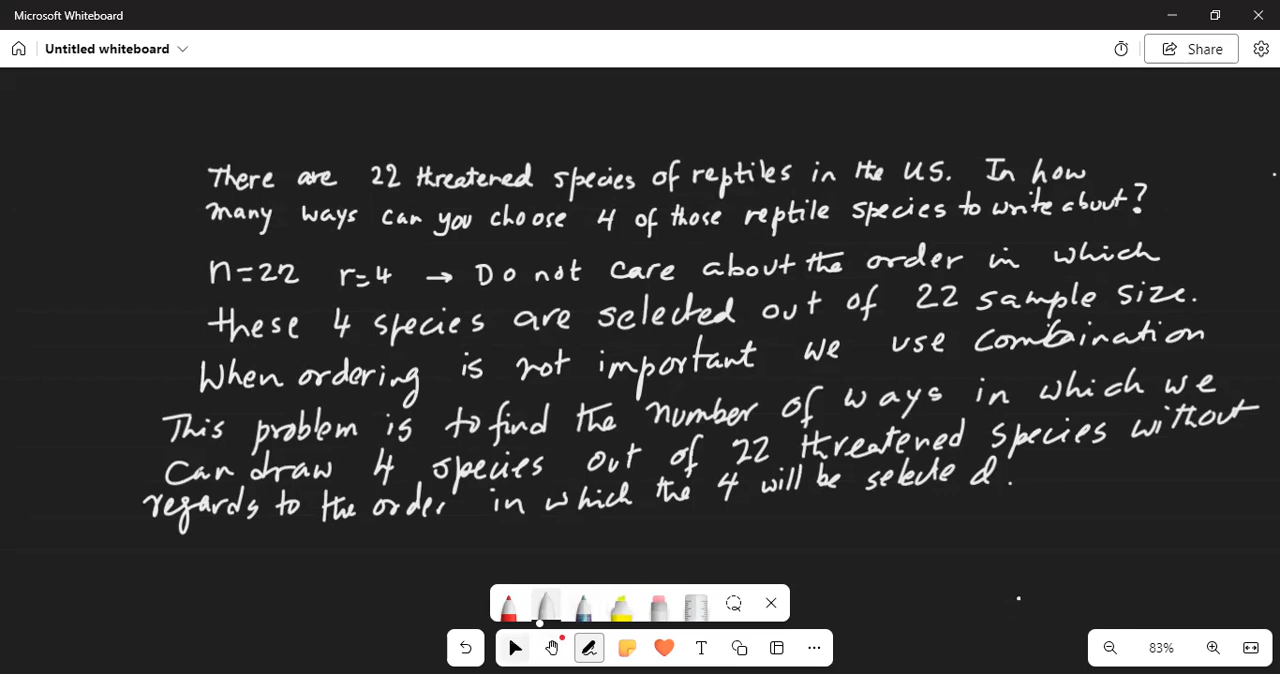 Microsoft Whiteboard
Untitled whiteboard
Share
There are 22 threatened species of reptiles in the US. In how
many ways can you choose 4 of those reptile species to write about?
n=22 r=4 → Do not care about the order in which
these 4 species are selected out of 22 sample size.
When ordering is not important we use combination
This problem is to find the number of ways in which we
can draw 4 species out of 22 threatened species without
regards to the order in which the 4 will be selected.
83%